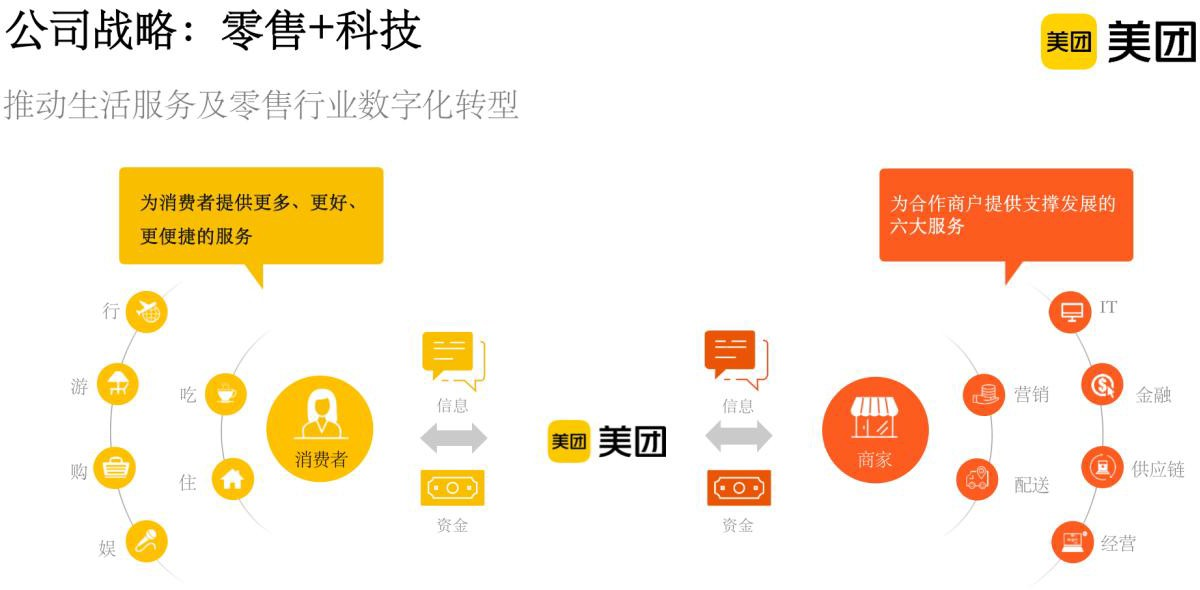 公司战略：零售+科技
美团 美团
推动生活服务及零售行业数字化转型
为消费者提供更多、更好、
更便捷的服务
为合作商户提供支撑发展的
六大服务
行
游
吃
购
住
娱
消费者
信息
资金
美团 美团
信息
资金
商家
IT
营销
金融
供应链
配送
经营